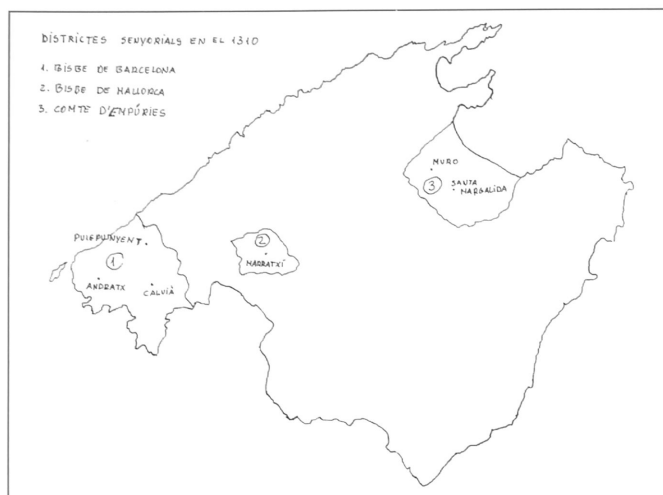 DISTRICTES SENYORIALS EN EL 1310
1. BISBE DE BARCELONA
2. BISBE DE MALLORCA
3. COMTE D'EMPÚRIES
MURO
3
SANTA
MARGALIDA
PUIGPUNYENT
2
1
MARRATXÍ
ANDRATX
CALVIÀ